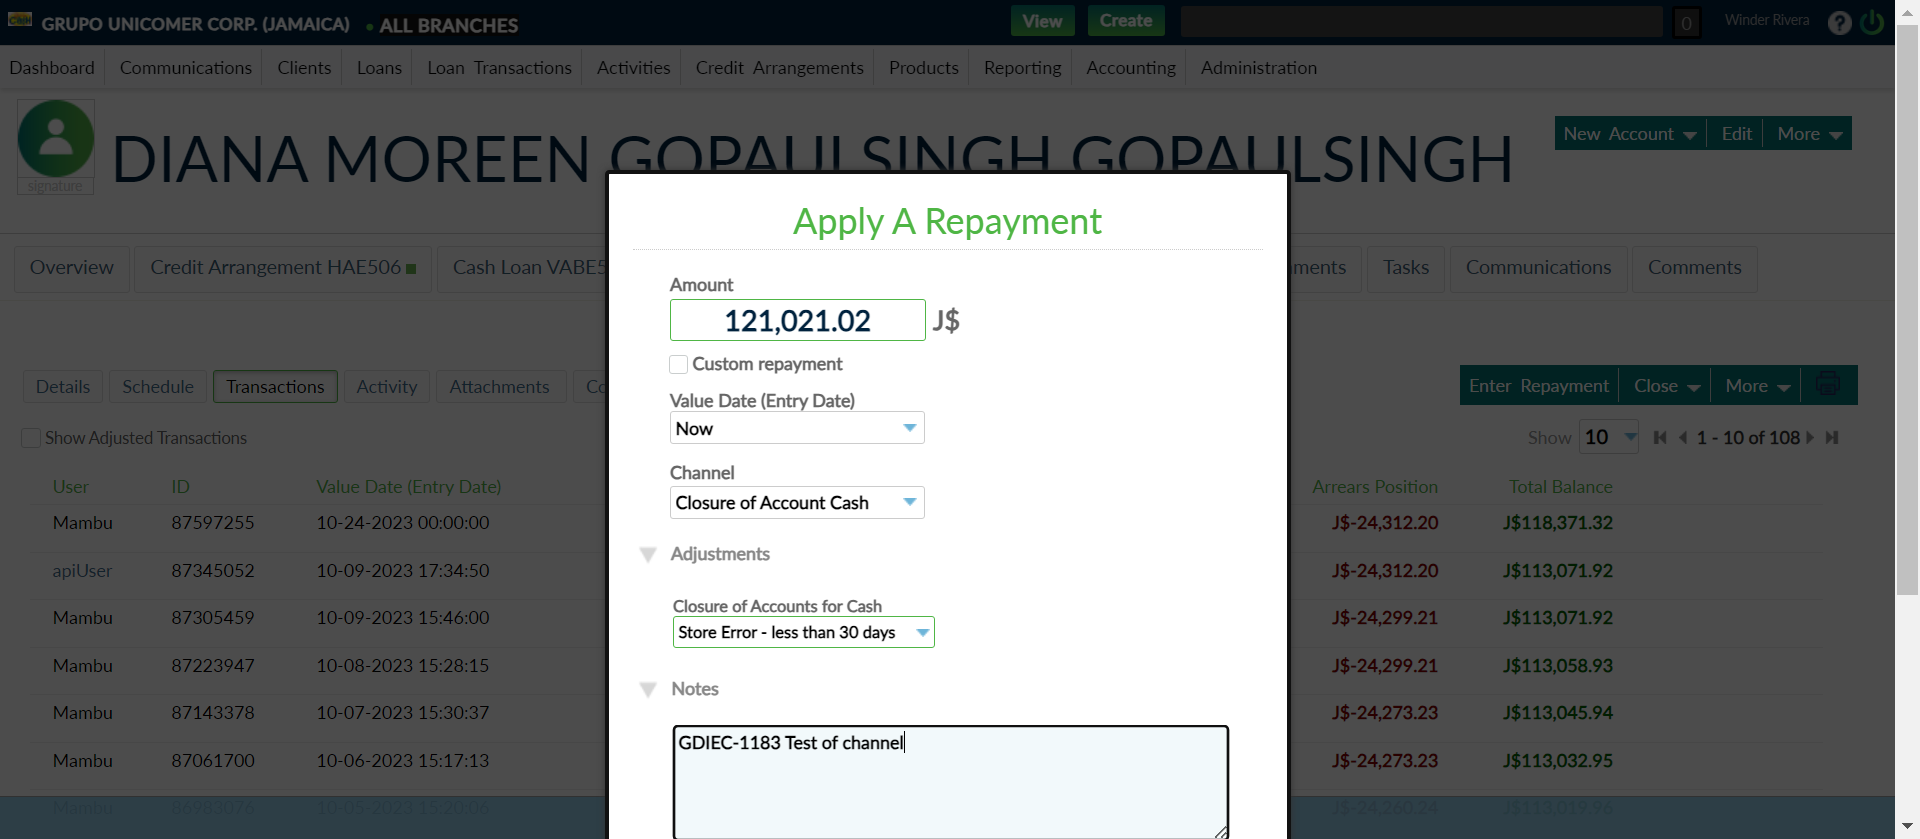 GRUPO UNICOMER CORP. (JAMAICA) • ALL BRANCHES View Create 0 Winder Rivera ?
Dashboard Communications Clients Loans Loan Transactions Activities Credit Arrangements Products Reporting Accounting Administration
signature
DIANA MOREEN GOPAULSINGH GOPAULSINGH
New Account Edit More
Overview Credit Arrangement HAE506 Cash Loan VABE5 ments Tasks Communications Comments
Details Schedule Transactions Activity Attachments Co
Enter Repayment Close More
Show Adjusted Transactions
Show 10 1 - 10 of 108
User ID Value Date (Entry Date) Arrears Position Total Balance
Mambu 87597255 10-24-2023 00:00:00 J$-24,312.20 J$118,371.32
apiUser 87345052 10-09-2023 17:34:50 J$-24,312.20 J$113,071.92
Mambu 87305459 10-09-2023 15:46:00 J$-24,299.21 J$113,071.92
Mambu 87223947 10-08-2023 15:28:15 J$-24,299.21 J$113,058.93
Mambu 87143378 10-07-2023 15:30:37 J$-24,273.23 J$113,045.94
Mambu 87061700 10-06-2023 15:17:13 J$-24,273.23 J$113,032.95
Mambu 86983076 10-05-2023 15:20:06 J$-24,260.24 J$113,019.96
Apply A Repayment
Amount
121,021.02 J$
Custom repayment
Value Date (Entry Date)
Now
Channel
Closure of Account Cash
Adjustments
Closure of Accounts for Cash
Store Error - less than 30 days
Notes
GDIEC-1183 Test of channel